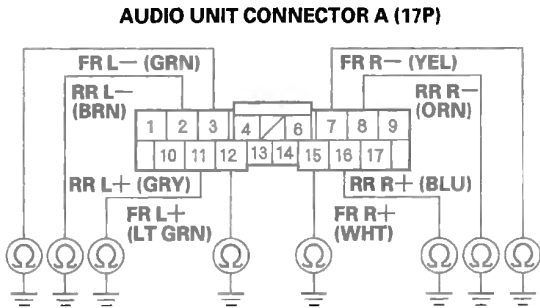 AUDIO UNIT CONNECTOR A (17P)
FR L− (GRN)
FR R− (YEL)
RR L−
(BRN)
RR R−
(ORN)
1 2 3 4 6 7 8 9
10 11 12 13 14 15 16 17
RR L+ (GRY)
RR R+ (BLU)
FR L+
(LT GRN)
FR R+
(WHT)
Ω Ω Ω Ω Ω Ω Ω Ω